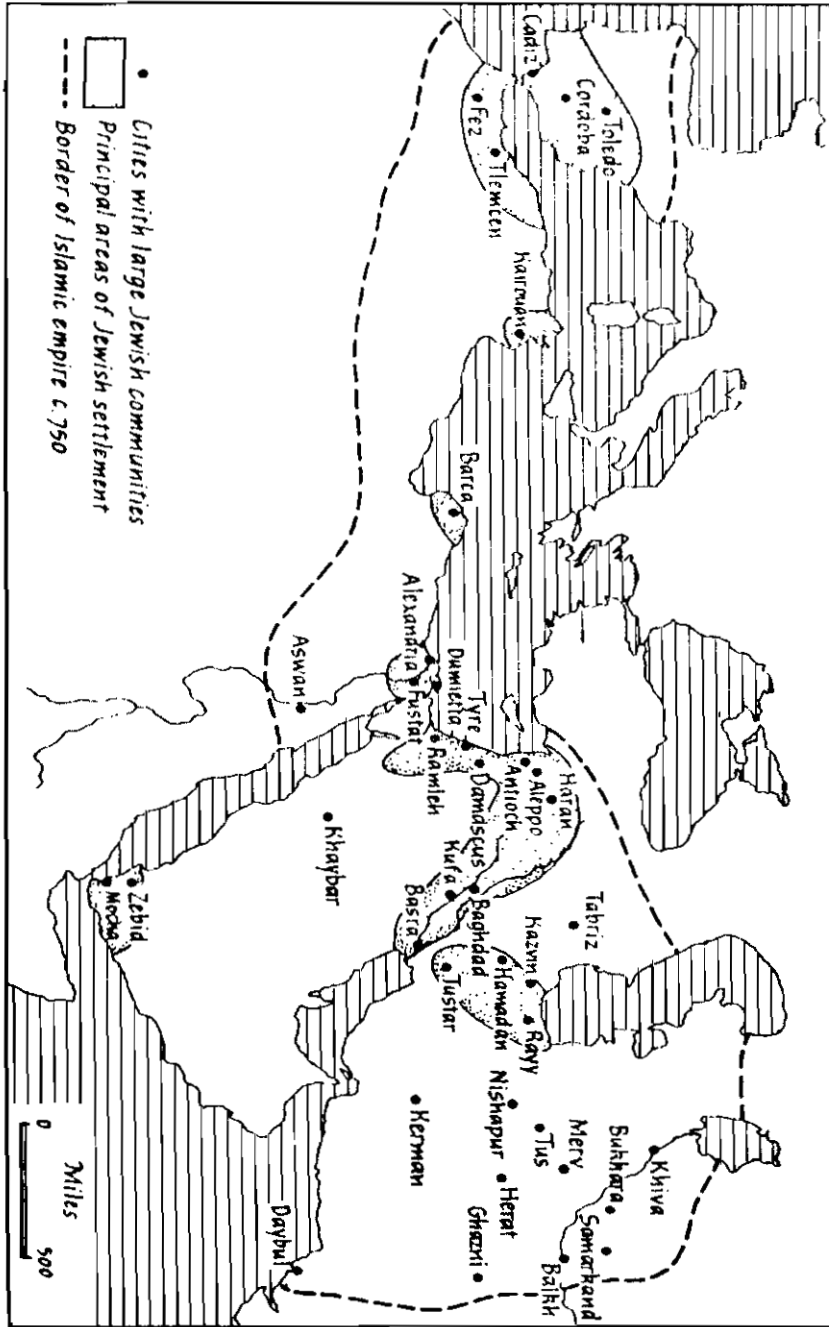 Cadiz
Toledo
Cordoba
Fez
Tlemcen
Kairouan
Barca
Alexandria
Dumietta
Fustat
Aswan
Tyre
Ramleh
Damascus
Antioch
Aleppo
Haran
Kufa
Baghdad
Basra
Khaybar
Zebid
Mocha
Tabriz
Kazvin
Hamadan
Rayy
Tustar
Nishapur
Tus
Merv
Bukhara
Khiva
Samarkand
Balkh
Herat
Ghazni
Kerman
Daybul
Cities with large Jewish communities
Principal areas of Jewish settlement
Border of Islamic empire c.750
0 500
Miles